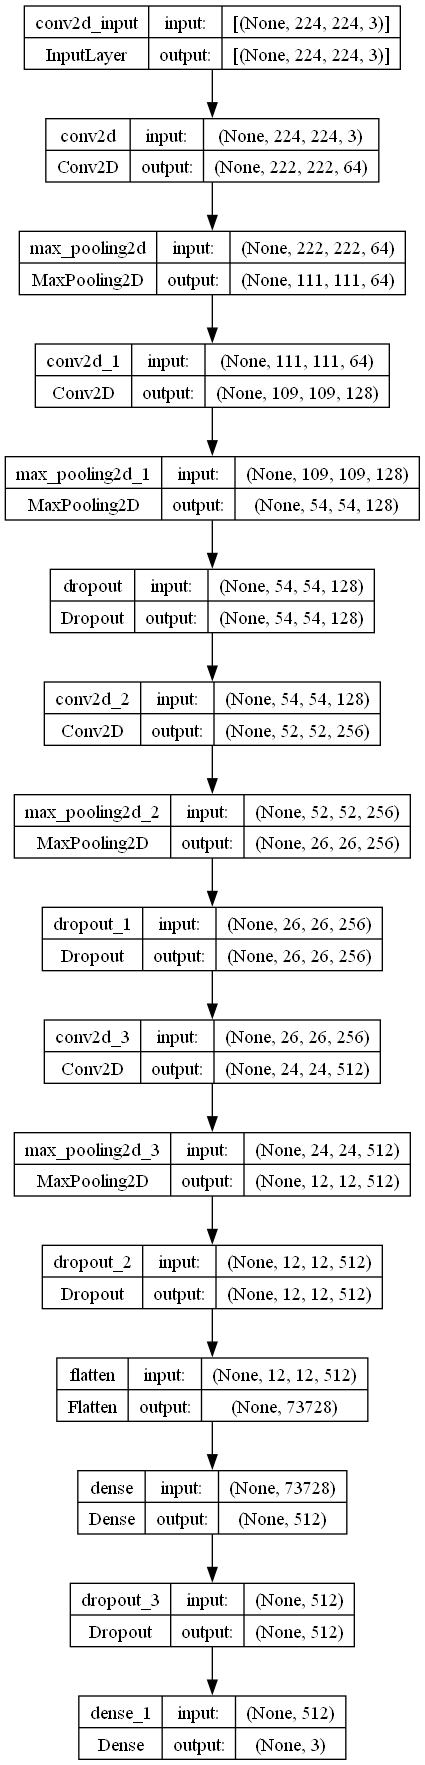 conv2d_input input: [(None, 224, 224, 3)]
InputLayer output: [(None, 224, 224, 3)]
conv2d input: (None, 224, 224, 3)
Conv2D output: (None, 222, 222, 64)
max_pooling2d input: (None, 222, 222, 64)
MaxPooling2D output: (None, 111, 111, 64)
conv2d_1 input: (None, 111, 111, 64)
Conv2D output: (None, 109, 109, 128)
max_pooling2d_1 input: (None, 109, 109, 128)
MaxPooling2D output: (None, 54, 54, 128)
dropout input: (None, 54, 54, 128)
Dropout output: (None, 54, 54, 128)
conv2d_2 input: (None, 54, 54, 128)
Conv2D output: (None, 52, 52, 256)
max_pooling2d_2 input: (None, 52, 52, 256)
MaxPooling2D output: (None, 26, 26, 256)
dropout_1 input: (None, 26, 26, 256)
Dropout output: (None, 26, 26, 256)
conv2d_3 input: (None, 26, 26, 256)
Conv2D output: (None, 24, 24, 512)
max_pooling2d_3 input: (None, 24, 24, 512)
MaxPooling2D output: (None, 12, 12, 512)
dropout_2 input: (None, 12, 12, 512)
Dropout output: (None, 12, 12, 512)
flatten input: (None, 12, 12, 512)
Flatten output: (None, 73728)
dense input: (None, 73728)
Dense output: (None, 512)
dropout_3 input: (None, 512)
Dropout output: (None, 512)
dense_1 input: (None, 512)
Dense output: (None, 3)